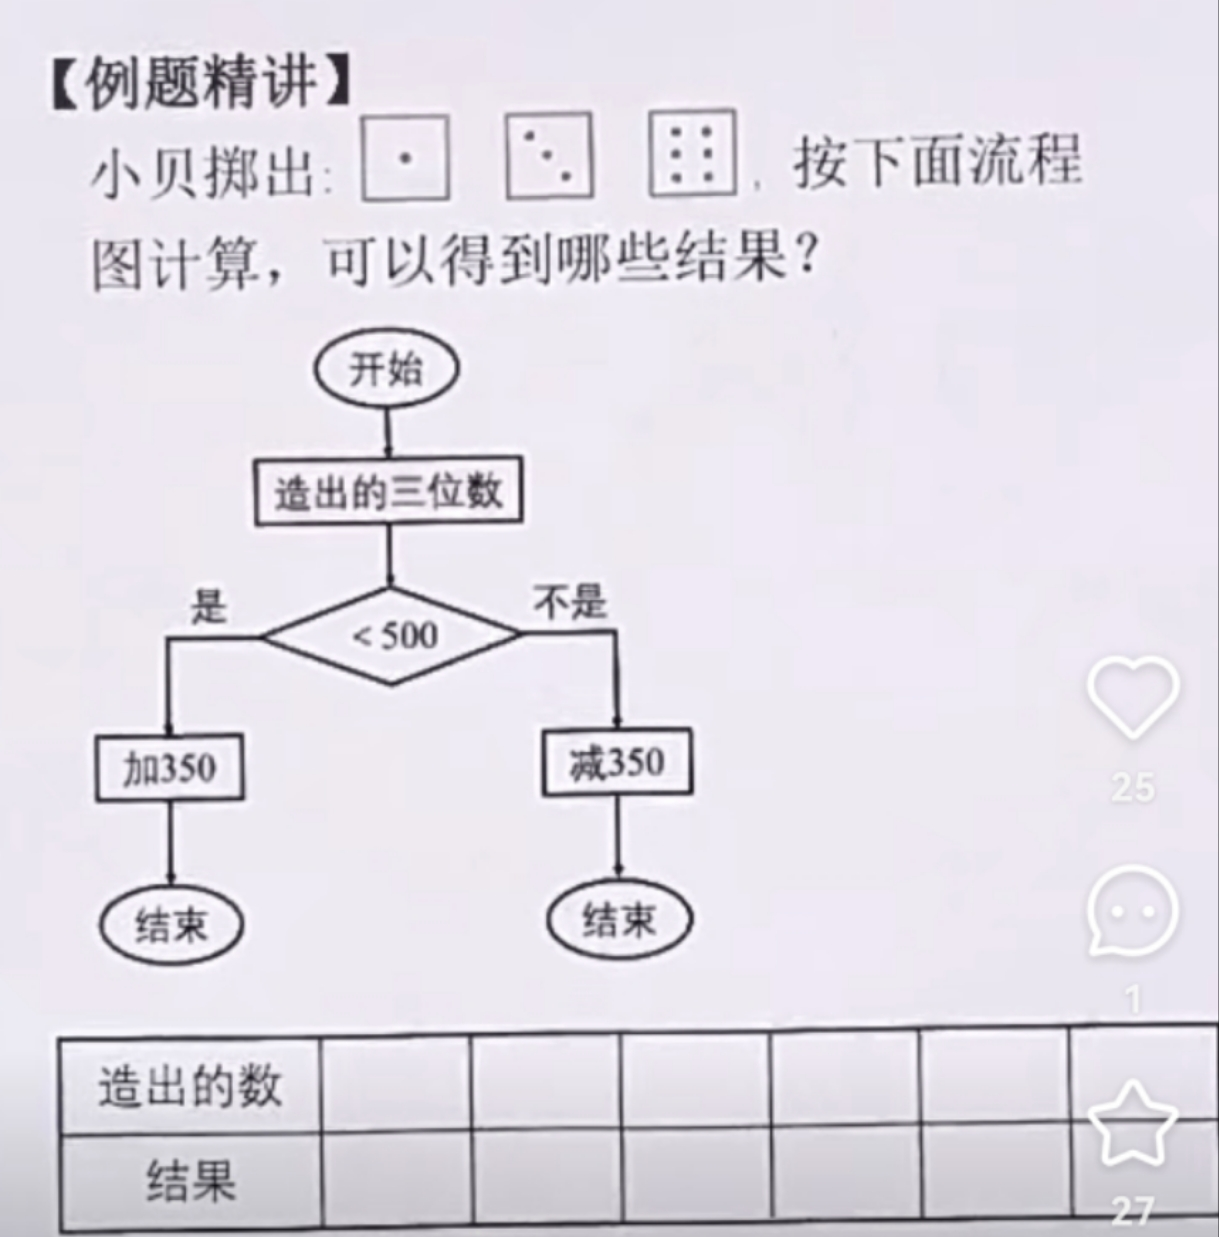 【例题精讲】
小贝掷出: , 按下面流程
图计算，可以得到哪些结果？
开始
造出的三位数
是
< 500
不是
加350
减350
结束
结束
造出的数
结果
25
1
27